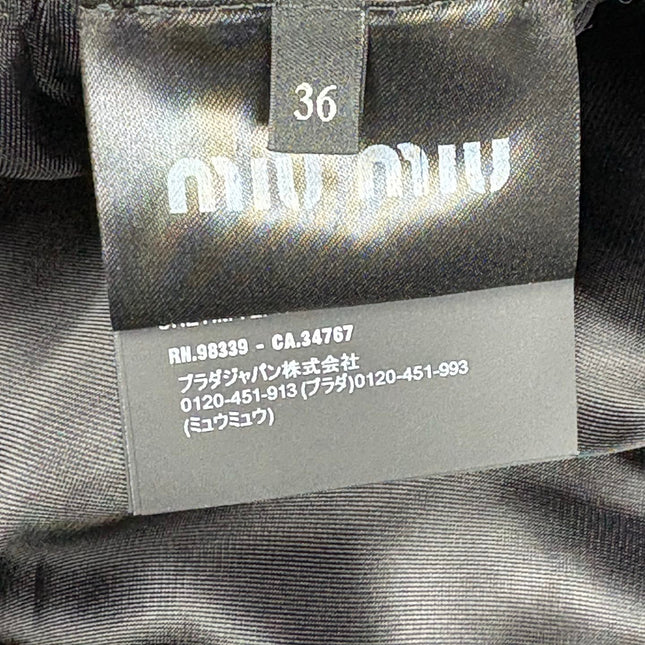 36
miu miu
RN.98339 - CA.34767
プラダジャパン株式会社
0120-451-913 (プラダ)0120-451-993
(ミュウミュウ)